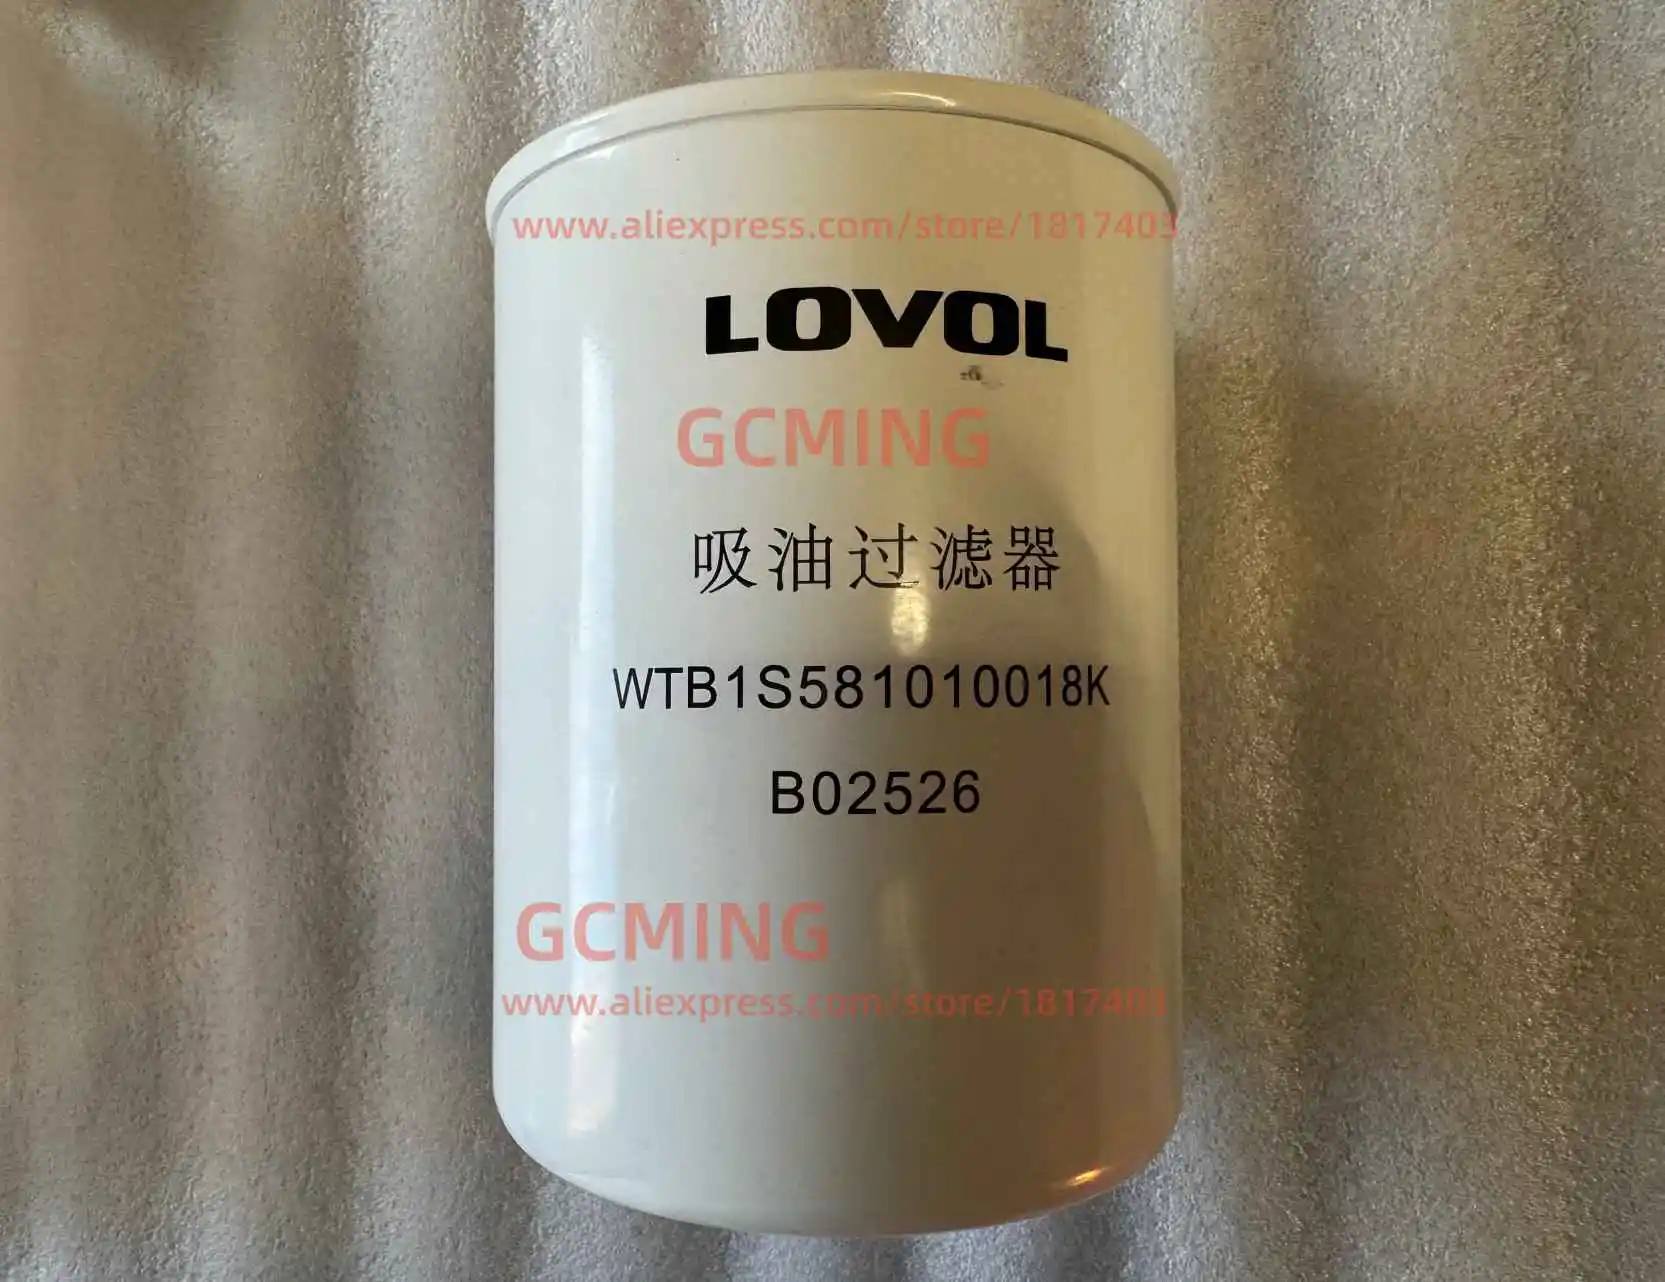 www.aliexpress.com/store/1817403
LOVOL
GCMING
吸油过滤器
WTB1S581010018K
B02526
GCMING
www.aliexpress.com/store/1817403